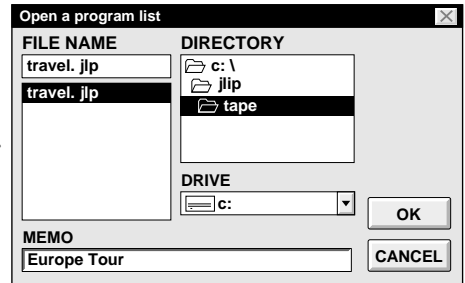 Open a program list
FILE NAME
travel. jlp
travel. jlp
DIRECTORY
c: \
jlip
tape
DRIVE
c:
OK
MEMO
Europe Tour
CANCEL